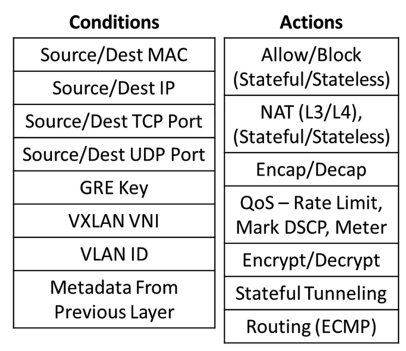 Conditions
Source/Dest MAC
Source/Dest IP
Source/Dest TCP Port
Source/Dest UDP Port
GRE Key
VXLAN VNI
VLAN ID
Metadata From
Previous Layer
Actions
Allow/Block
(Stateful/Stateless)
NAT (L3/L4),
(Stateful/Stateless)
Encap/Decap
QoS – Rate Limit,
Mark DSCP, Meter
Encrypt/Decrypt
Stateful Tunneling
Routing (ECMP)